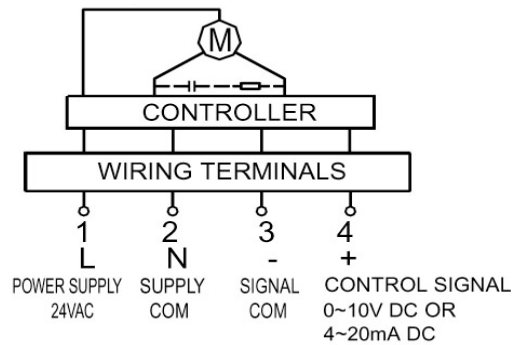 M
CONTROLLER
WIRING TERMINALS
1 2 3 4
L N - +
POWER SUPPLY SUPPLY SIGNAL CONTROL SIGNAL
24VAC COM COM 0~10V DC OR
4~20mA DC